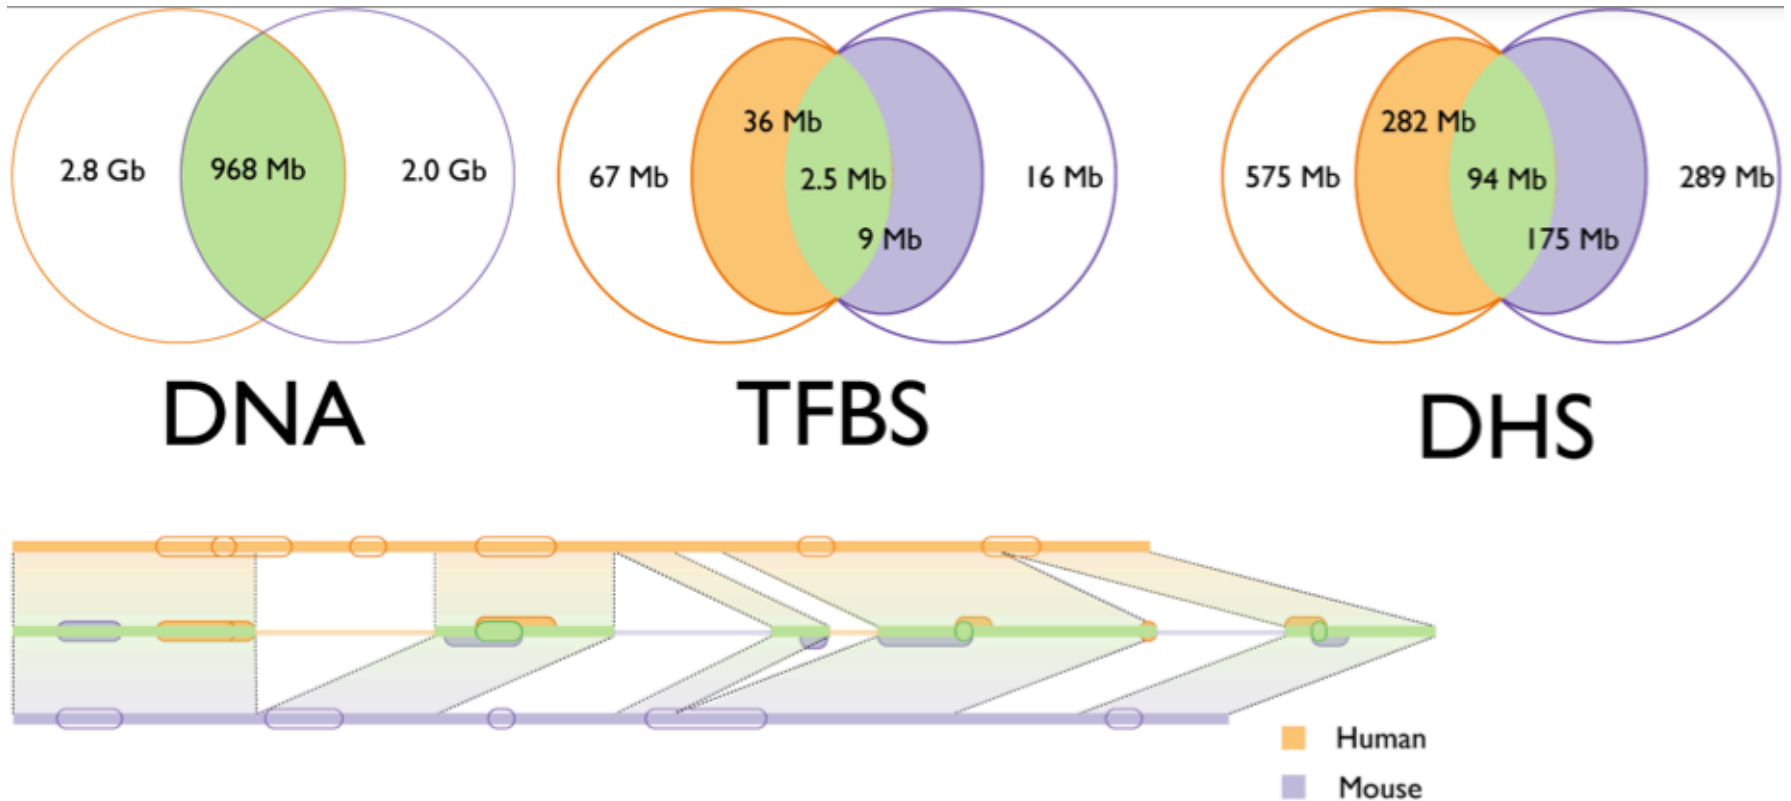 2.8 Gb
968 Mb
2.0 Gb
DNA
67 Mb
36 Mb
2.5 Mb
9 Mb
16 Mb
TFBS
575 Mb
282 Mb
94 Mb
175 Mb
289 Mb
DHS
Human
Mouse